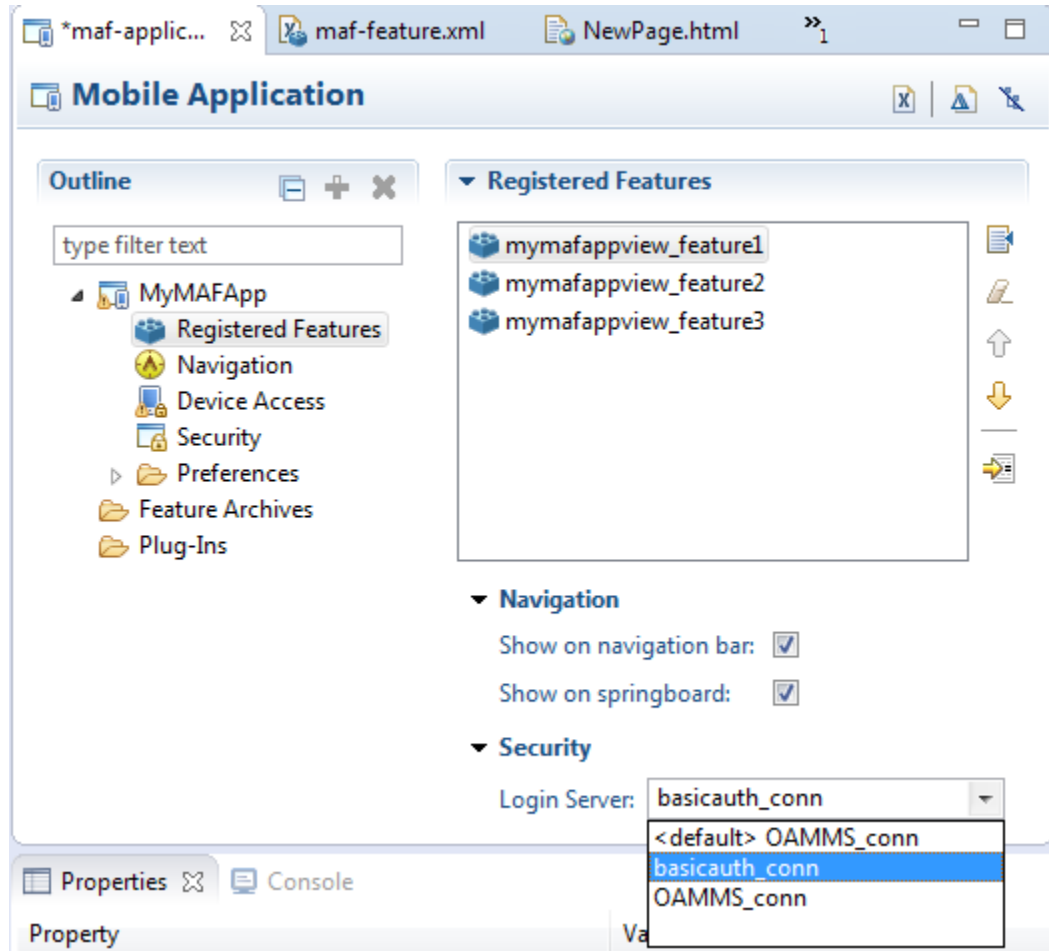 *maf-applic... maf-feature.xml NewPage.html »1
Mobile Application
Outline
type filter text
MyMAFApp
Registered Features
Navigation
Device Access
Security
Preferences
Feature Archives
Plug-Ins
Registered Features
mymafappview_feature1
mymafappview_feature2
mymafappview_feature3
Navigation
Show on navigation bar:
Show on springboard:
Security
Login Server: basicauth_conn
<default> OAMMS_conn
basicauth_conn
OAMMS_conn
Properties Console
Property Va